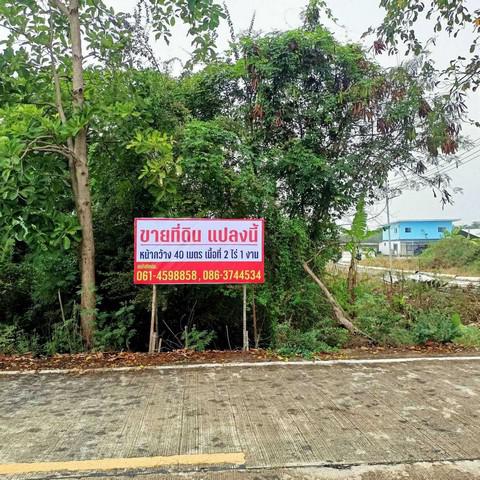 ขายที่ดิน แปลงนี้
หน้ากว้าง 40 เมตร เนื้อที่ 2 ไร่ 1 งาน
061-4598858 , 086-3744534